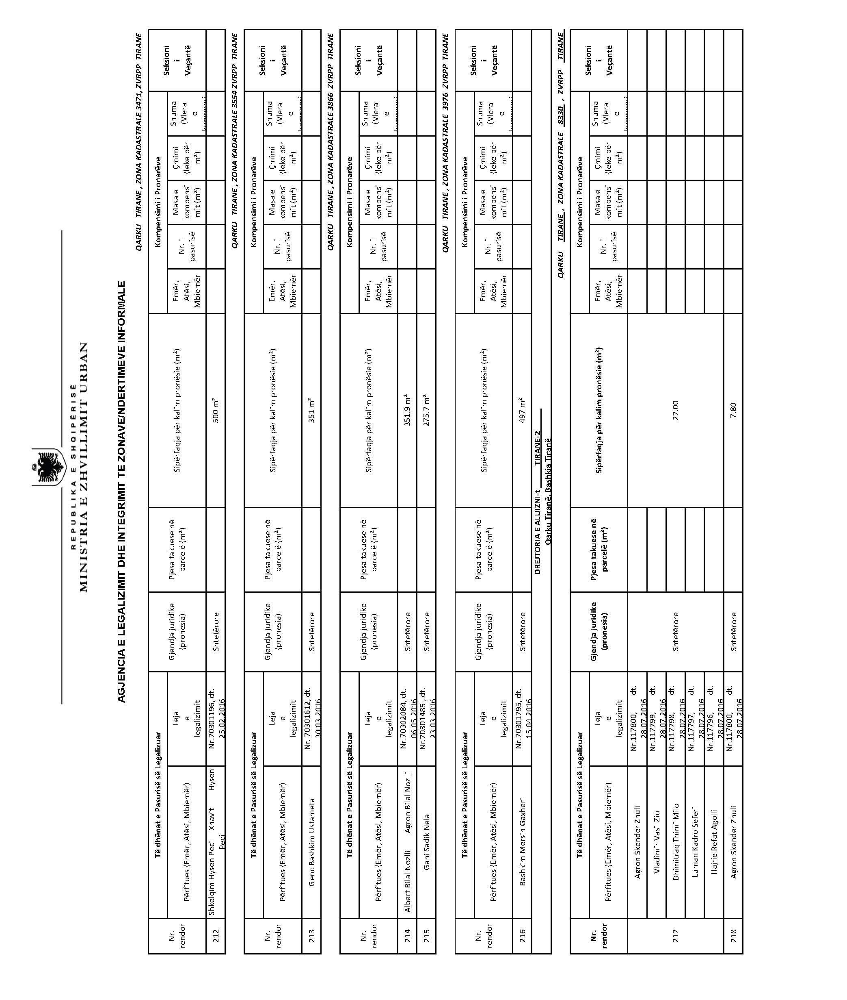 REPUBLIKA E SHQIPËRISË
MINISTRIA E ZHVILLIMIT URBAN
AGJENCIA E LEGALIZIMIT DHE INTEGRIMIT TE ZONAVE/NDERTIMEVE INFORMALE
QARKU TIRANE , ZONA KADASTRALE 3471, ZVRPP TIRANE
Nr. rendor
Të dhënat e Pasurisë së Legalizuar
Përfitues (Emër, Atësi, Mbiemër)
Leja e legalizimit
Gjendja juridike (pronesia)
Pjesa takuese në parcelë (m²)
Sipërfaqja për kalim pronësie (m²)
Kompensimi i Pronarëve
Emër, Atësi, Mbiemër
Nr. i pasurisë
Masa e kompensi mit (m²)
Çmimi (leke për m²)
Shuma (Vlera e kompensi
Seksioni i Veçantë
212 Shkelqim Hysen Peci Xhavit Hysen Peci Nr.70301196, dt. 25.02.2016 Shtetërore 500 m²
QARKU TIRANE , ZONA KADASTRALE 3554 ZVRPP TIRANE
Nr. rendor
Të dhënat e Pasurisë së Legalizuar
Përfitues (Emër, Atësi, Mbiemër)
Leja e legalizimit
Gjendja juridike (pronesia)
Pjesa takuese në parcelë (m²)
Sipërfaqja për kalim pronësie (m²)
Kompensimi i Pronarëve
Emër, Atësi, Mbiemër
Nr. i pasurisë
Masa e kompensi mit (m²)
Çmimi (leke për m²)
Shuma (Vlera e kompensi
Seksioni i Veçantë
213 Genc Bashkim Ustameta Nr. 70301612, dt. 30.03.2016 Shtetërore 351 m²
QARKU TIRANE , ZONA KADASTRALE 3866 ZVRPP TIRANE
Nr. rendor
Të dhënat e Pasurisë së Legalizuar
Përfitues (Emër, Atësi, Mbiemër)
Leja e legalizimit
Gjendja juridike (pronesia)
Pjesa takuese në parcelë (m²)
Sipërfaqja për kalim pronësie (m²)
Kompensimi i Pronarëve
Emër, Atësi, Mbiemër
Nr. i pasurisë
Masa e kompensi mit (m²)
Çmimi (leke për m²)
Shuma (Vlera e kompensi
Seksioni i Veçantë
214 Albert Bilal Nozlli Agron Bilal Nozlli Nr.70302084, dt. 06.05.2016 Shtetërore 351.9 m²
215 Gani Sadik Nela Nr.70301485 , dt. 23.03.2016 Shtetërore 275.7 m²
QARKU TIRANE , ZONA KADASTRALE 3976 ZVRPP TIRANE
Nr. rendor
Të dhënat e Pasurisë së Legalizuar
Përfitues (Emër, Atësi, Mbiemër)
Leja e legalizimit
Gjendja juridike (pronesia)
Pjesa takuese në parcelë (m²)
Sipërfaqja për kalim pronësie (m²)
Kompensimi i Pronarëve
Emër, Atësi, Mbiemër
Nr. i pasurisë
Masa e kompensi mit (m²)
Çmimi (leke për m²)
Shuma (Vlera e kompensi
Seksioni i Veçantë
216 Bashkim Mersin Gaxheri Nr.70301795, dt. 15.04.2016 Shtetërore 497 m²
DREJTORIA E ALUIZNI-t TIRANE-2
Qarku Tiranë, Bashkia Tiranë
QARKU TIRANE , ZONA KADASTRALE 8330 , ZVRPP TIRANE
Nr. rendor
Të dhënat e Pasurisë së Legalizuar
Përfitues (Emër, Atësi, Mbiemër)
Leja e legalizimit
Gjendja juridike (pronesia)
Pjesa takuese në parcelë (m²)
Sipërfaqja për kalim pronësie (m²)
Kompensimi i Pronarëve
Emër, Atësi, Mbiemër
Nr. i pasurisë
Masa e kompensi mit (m²)
Çmimi (leke për m²)
Shuma (Vlera e kompensi
Seksioni i Veçantë
217 Agron Skender Zhuli Nr.117800, dt. 28.07.2016 Shtetërore 27.00
Vladimir Vasil Ziu Nr.117799, dt. 28.07.2016
Dhimitraq Thimi Milo Nr.117798, dt. 28.07.2016
Luman Kadro Seferi Nr.117797, dt. 28.07.2016
Hajrie Refat Agolli Nr.117796, dt. 28.07.2016
218 Agron Skender Zhuli Nr.117800, dt. 28.07.2016 Shtetërore 7.80